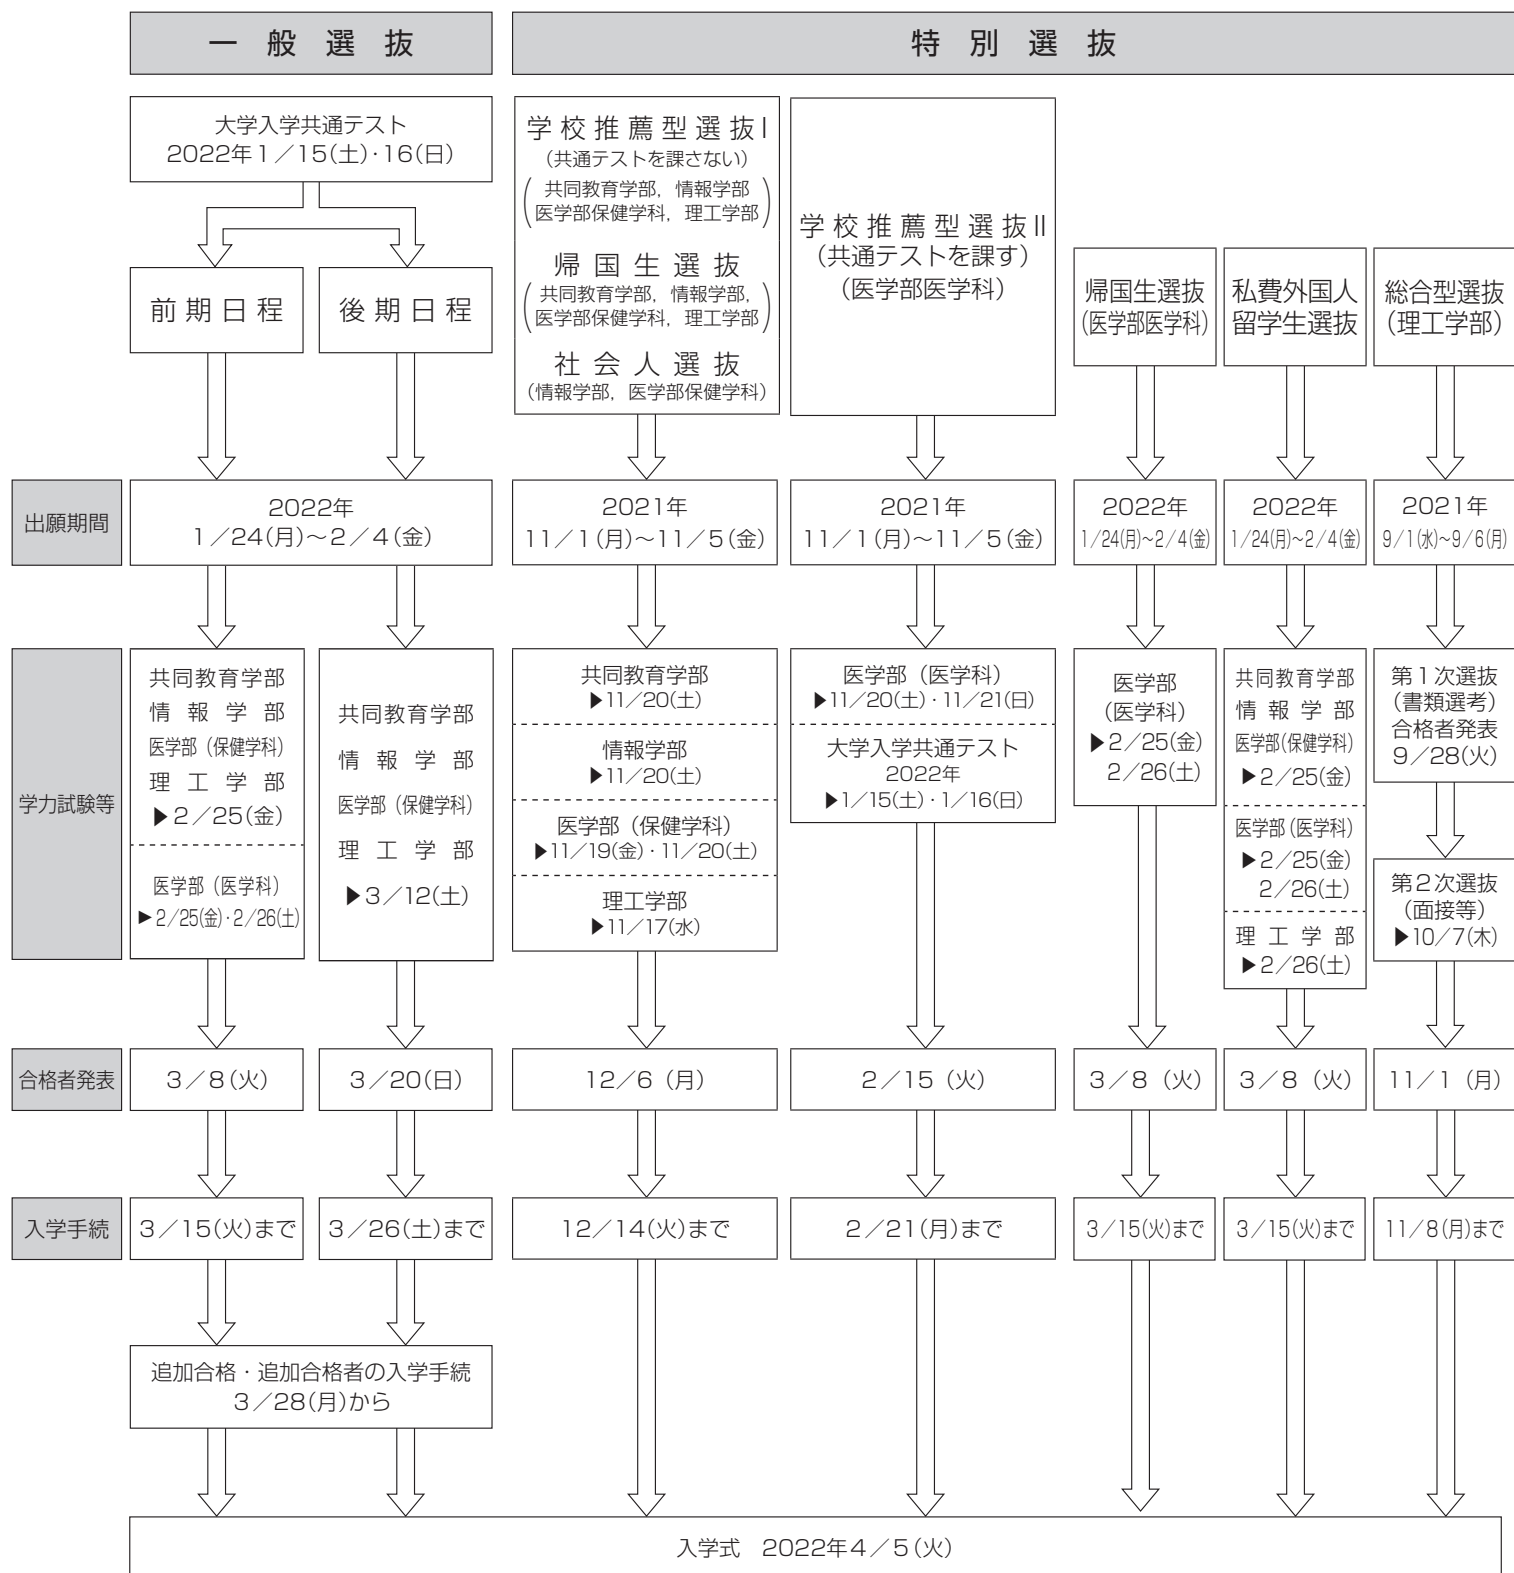 一般選抜
特別選抜
大学入学共通テスト
2022年1／15(土)・16(日)
前期日程
後期日程
学校推薦型選抜Ⅰ
(共通テストを課さない)
(共同教育学部，情報学部
医学部保健学科，理工学部)
帰国生選抜
(共同教育学部，情報学部，
医学部保健学科，理工学部)
社会人選抜
(情報学部，医学部保健学科)
学校推薦型選抜Ⅱ
(共通テストを課す)
(医学部医学科)
帰国生選抜
(医学部医学科)
私費外国人
留学生選抜
総合型選抜
(理工学部)
出願期間
2022年
1／24(月)～2／4(金)
2021年
11／1(月)～11／5(金)
2021年
11／1(月)～11／5(金)
2022年
1／24(月)～2／4(金)
2022年
1／24(月)～2／4(金)
2021年
9／1(水)～9／6(月)
学力試験等
共同教育学部
情報学部
医学部（保健学科）
理工学部
▶2／25(金)
医学部（医学科）
▶2／25(金)・2／26(土)
共同教育学部
情報学部
医学部（保健学科）
理工学部
▶3／12(土)
共同教育学部
▶11／20(土)
情報学部
▶11／20(土)
医学部（保健学科）
▶11／19(金)・11／20(土)
理工学部
▶11／17(水)
医学部（医学科）
▶11／20(土)・11／21(日)
大学入学共通テスト
2022年
▶1／15(土)・1／16(日)
医学部
(医学科)
▶2／25(金)
2／26(土)
共同教育学部
情報学部
医学部(保健学科)
▶2／25(金)
医学部(医学科)
▶2／25(金)
2／26(土)
理工学部
▶2／26(土)
第1次選抜
(書類選考)
合格者発表
9／28(火)
第2次選抜
(面接等)
▶10／7(木)
合格者発表
3／8(火)
3／20(日)
12／6（月）
2／15（火）
3／8（火）
3／8（火）
11／1（月）
入学手続
3／15(火)まで
3／26(土)まで
12／14(火)まで
2／21(月)まで
3／15(火)まで
3／15(火)まで
11／8(月)まで
追加合格・追加合格者の入学手続
3／28(月)から
入学式　2022年4／5(火)